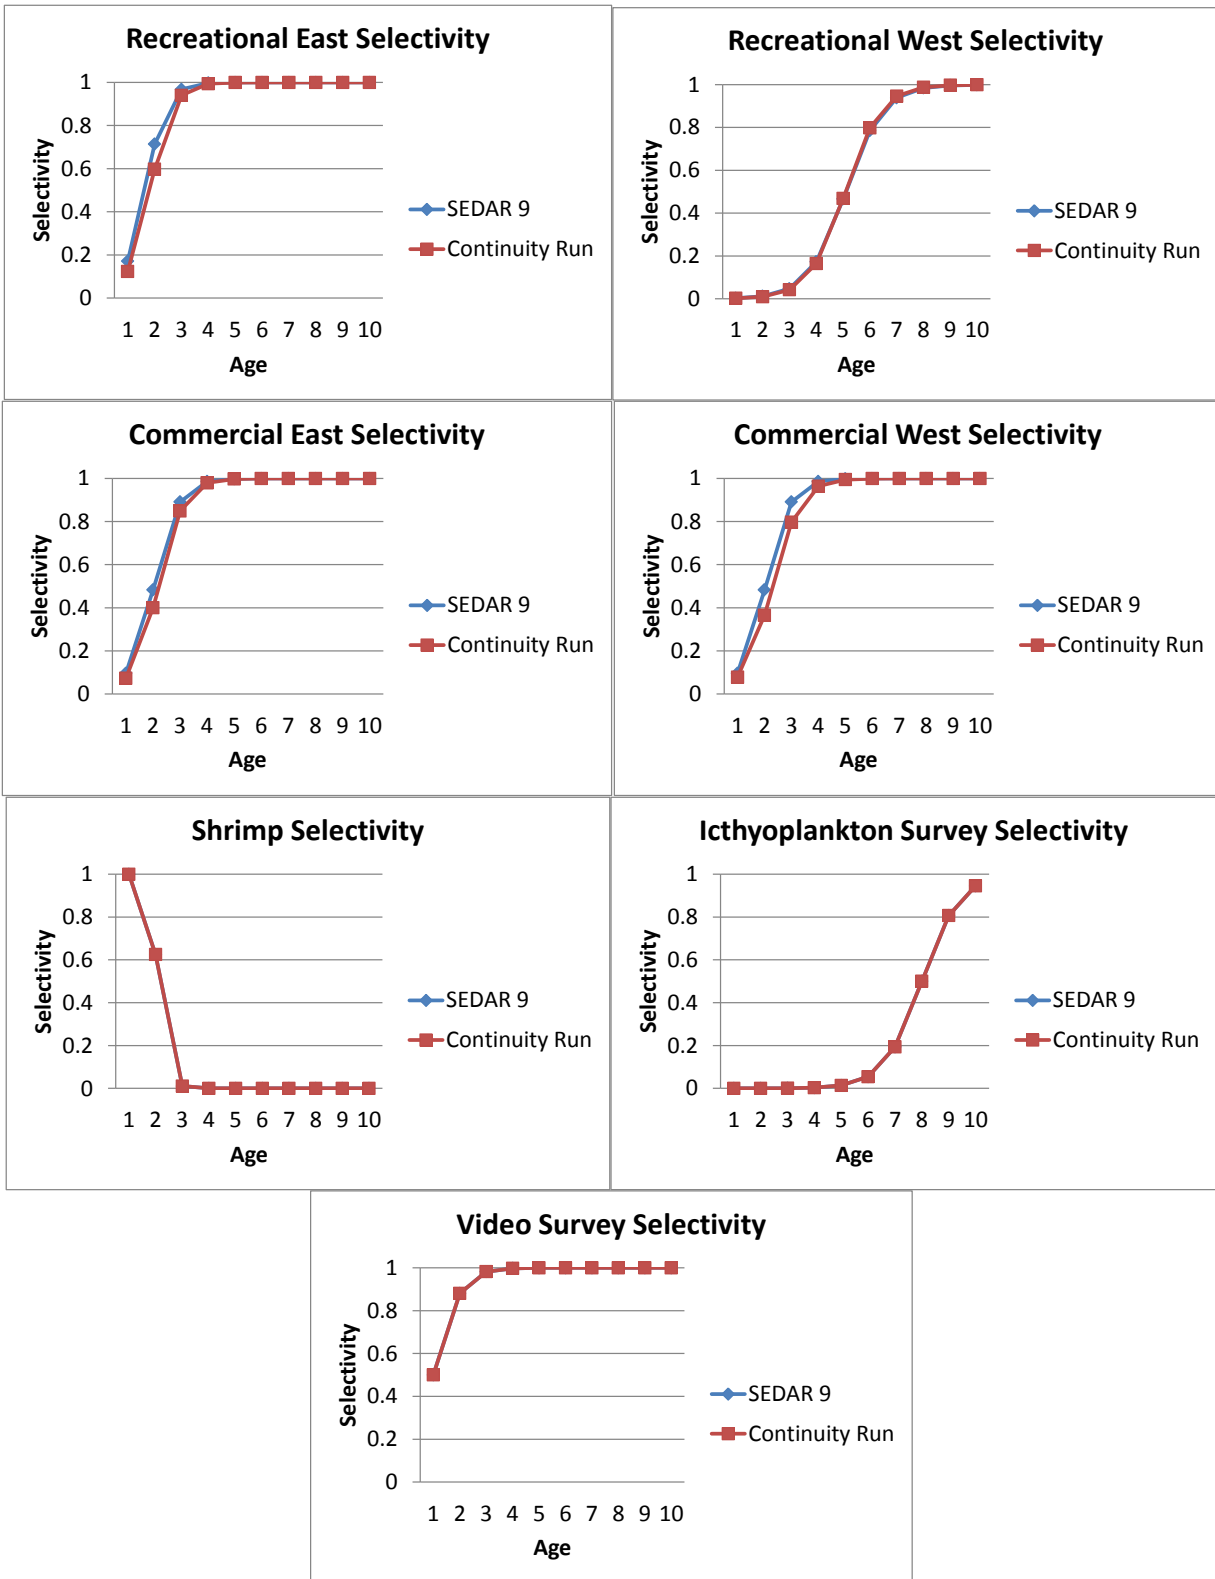 Recreational East Selectivity
1
0.8
0.6
0.4
0.2
0
Selectivity
1 2 3 4 5 6 7 8 9 10
Age
SEDAR 9
Continuity Run
Recreational West Selectivity
1
0.8
0.6
0.4
0.2
0
Selectivity
1 2 3 4 5 6 7 8 9 10
Age
SEDAR 9
Continuity Run
Commercial East Selectivity
1
0.8
0.6
0.4
0.2
0
Selectivity
1 2 3 4 5 6 7 8 9 10
Age
SEDAR 9
Continuity Run
Commercial West Selectivity
1
0.8
0.6
0.4
0.2
0
Selectivity
1 2 3 4 5 6 7 8 9 10
Age
SEDAR 9
Continuity Run
Shrimp Selectivity
1
0.8
0.6
0.4
0.2
0
Selectivity
1 2 3 4 5 6 7 8 9 10
Age
SEDAR 9
Continuity Run
Icthyoplankton Survey Selectivity
1
0.8
0.6
0.4
0.2
0
Selectivity
1 2 3 4 5 6 7 8 9 10
Age
SEDAR 9
Continuity Run
Video Survey Selectivity
1
0.8
0.6
0.4
0.2
0
Selectivity
1 2 3 4 5 6 7 8 9 10
Age
SEDAR 9
Continuity Run